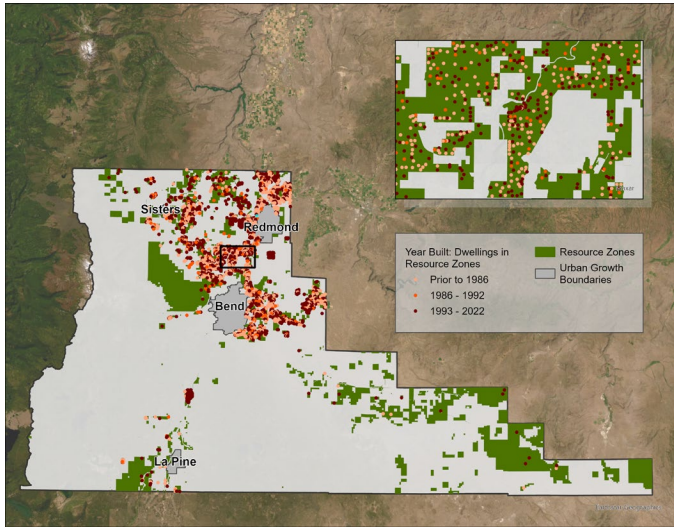 Sisters
Redmond
Bend
La Pine
Year Built: Dwellings in
Resource Zones
Prior to 1986
1986 - 1992
1993 - 2022
Resource Zones
Urban Growth
Boundaries